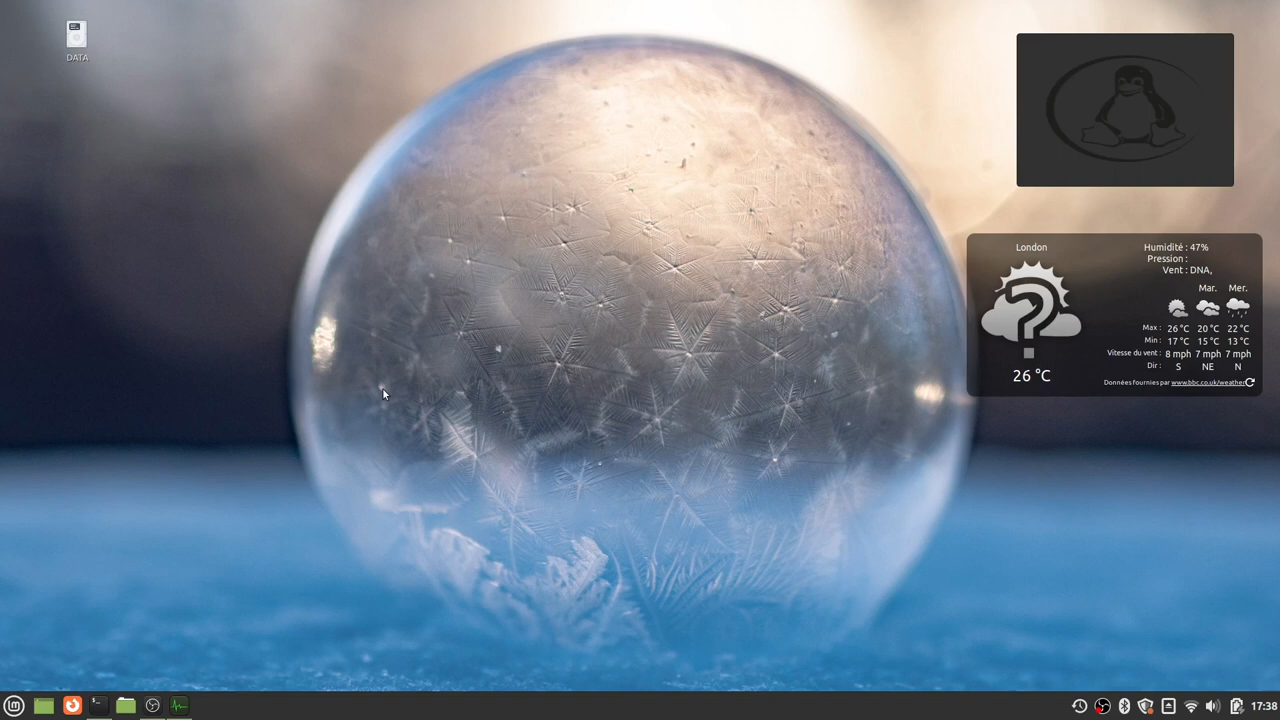 DATA
London
Humidité : 47%
Pression :
Vent : DNA,
Mar. Mer.
Max : 26 °C 20 °C 22 °C
Min : 17 °C 15 °C 13 °C
Vitesse du vent : 8 mph 7 mph 7 mph
Dir : S NE N
26 °C
Données fournies par www.bbc.co.uk/weather
17:38